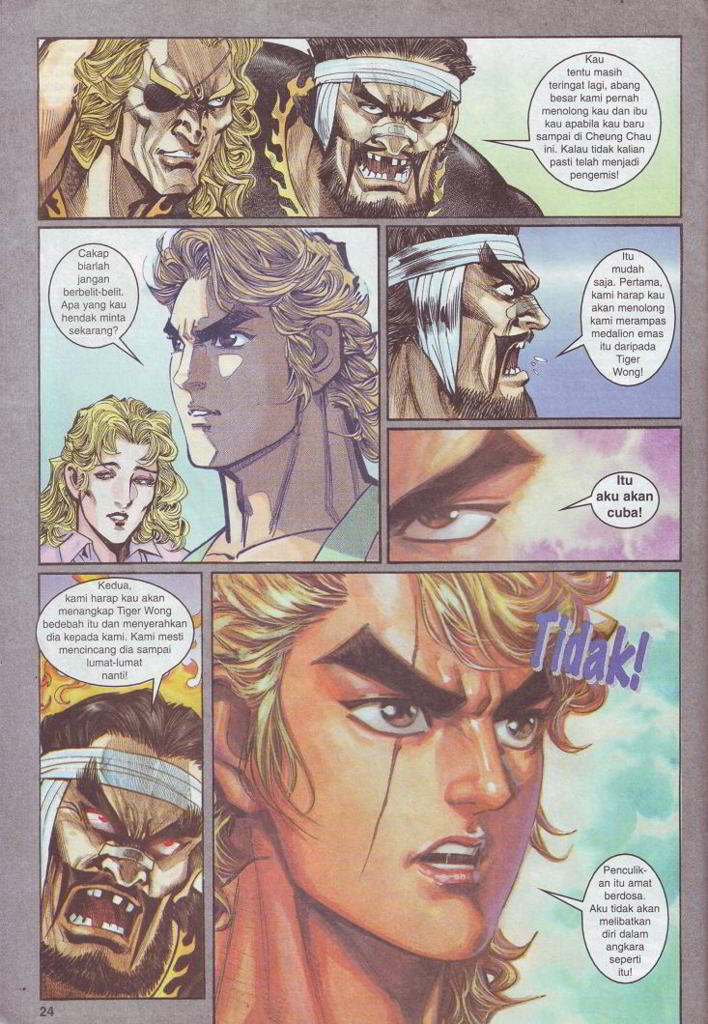 Kau
tentu masih
teringat lagi, abang
besar kami pernah
menolong kau dan ibu
kau apabila kau baru
sampai di Cheung Chau
ini. Kalau tidak kalian
pasti telah menjadi
pengemis!
Cakap
biarlah
jangan
berbelit-belit.
Apa yang kau
hendak minta
sekarang?
Itu
mudah
saja. Pertama,
kami harap kau
akan menolong
kami merampas
medalion emas
itu daripada
Tiger
Wong!
Itu
aku akan
cuba!
Kedua,
kami harap kau akan
menangkap Tiger Wong
bedebah itu dan menyerahkan
dia kepada kami. Kami mesti
mencincang dia sampai
lumat-lumat
nanti!
Tidak!
Penculik-
an itu amat
berdosa.
Aku tidak akan
melibatkan
diri dalam
angkara
seperti
itu!
24